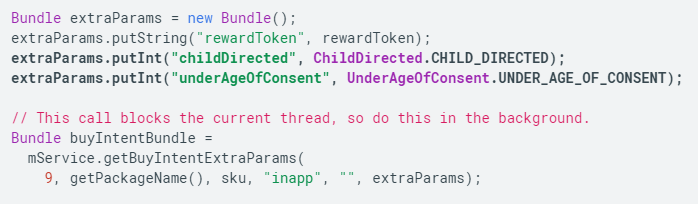 Bundle extraParams = new Bundle();
extraParams.putString("rewardToken", rewardToken);
extraParams.putInt("childDirected", ChildDirected.CHILD_DIRECTED);
extraParams.putInt("underAgeOfConsent", UnderAgeOfConsent.UNDER_AGE_OF_CONSENT);
// This call blocks the current thread, so do this in the background.
Bundle buyIntentBundle =
mService.getBuyIntentExtraParams(
9, getPackageName(), sku, "inapp", "", extraParams);